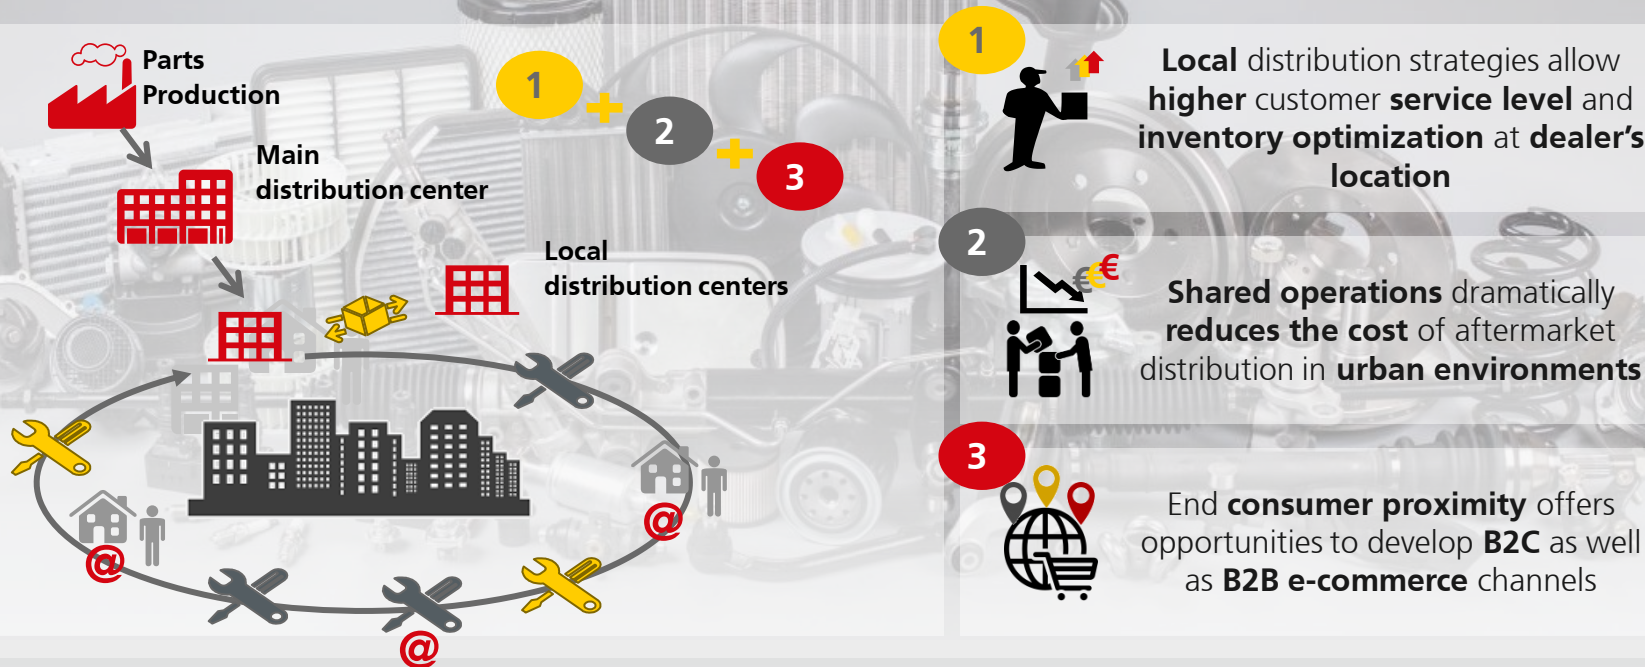 Parts
Production
Main
distribution center
Local
distribution centers
1
2
3
@
@
@
1
Local distribution strategies allow
higher customer service level and
inventory optimization at dealer's
location
2
€€€
Shared operations dramatically
reduces the cost of aftermarket
distribution in urban environments
3
End consumer proximity offers
opportunities to develop B2C as well
as B2B e-commerce channels